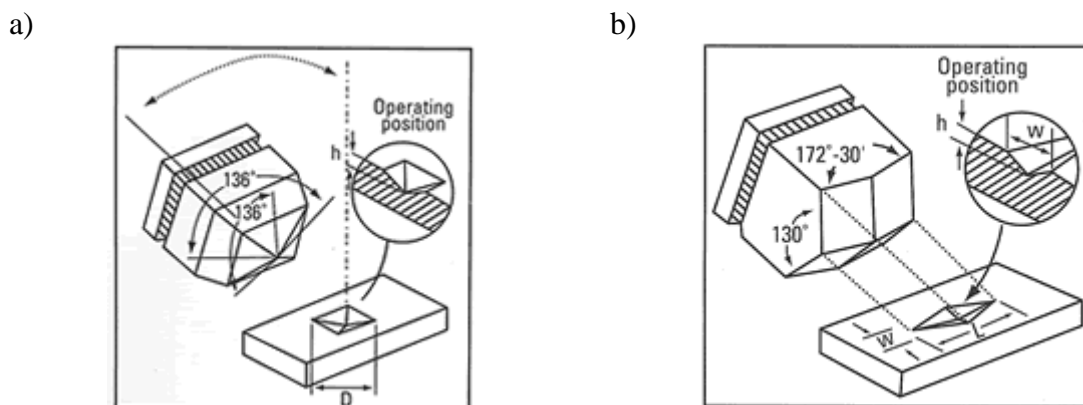 a)
Operating
position
h
136°
136°
D
b)
Operating
position
h
W
172°-30'
130°
W
L